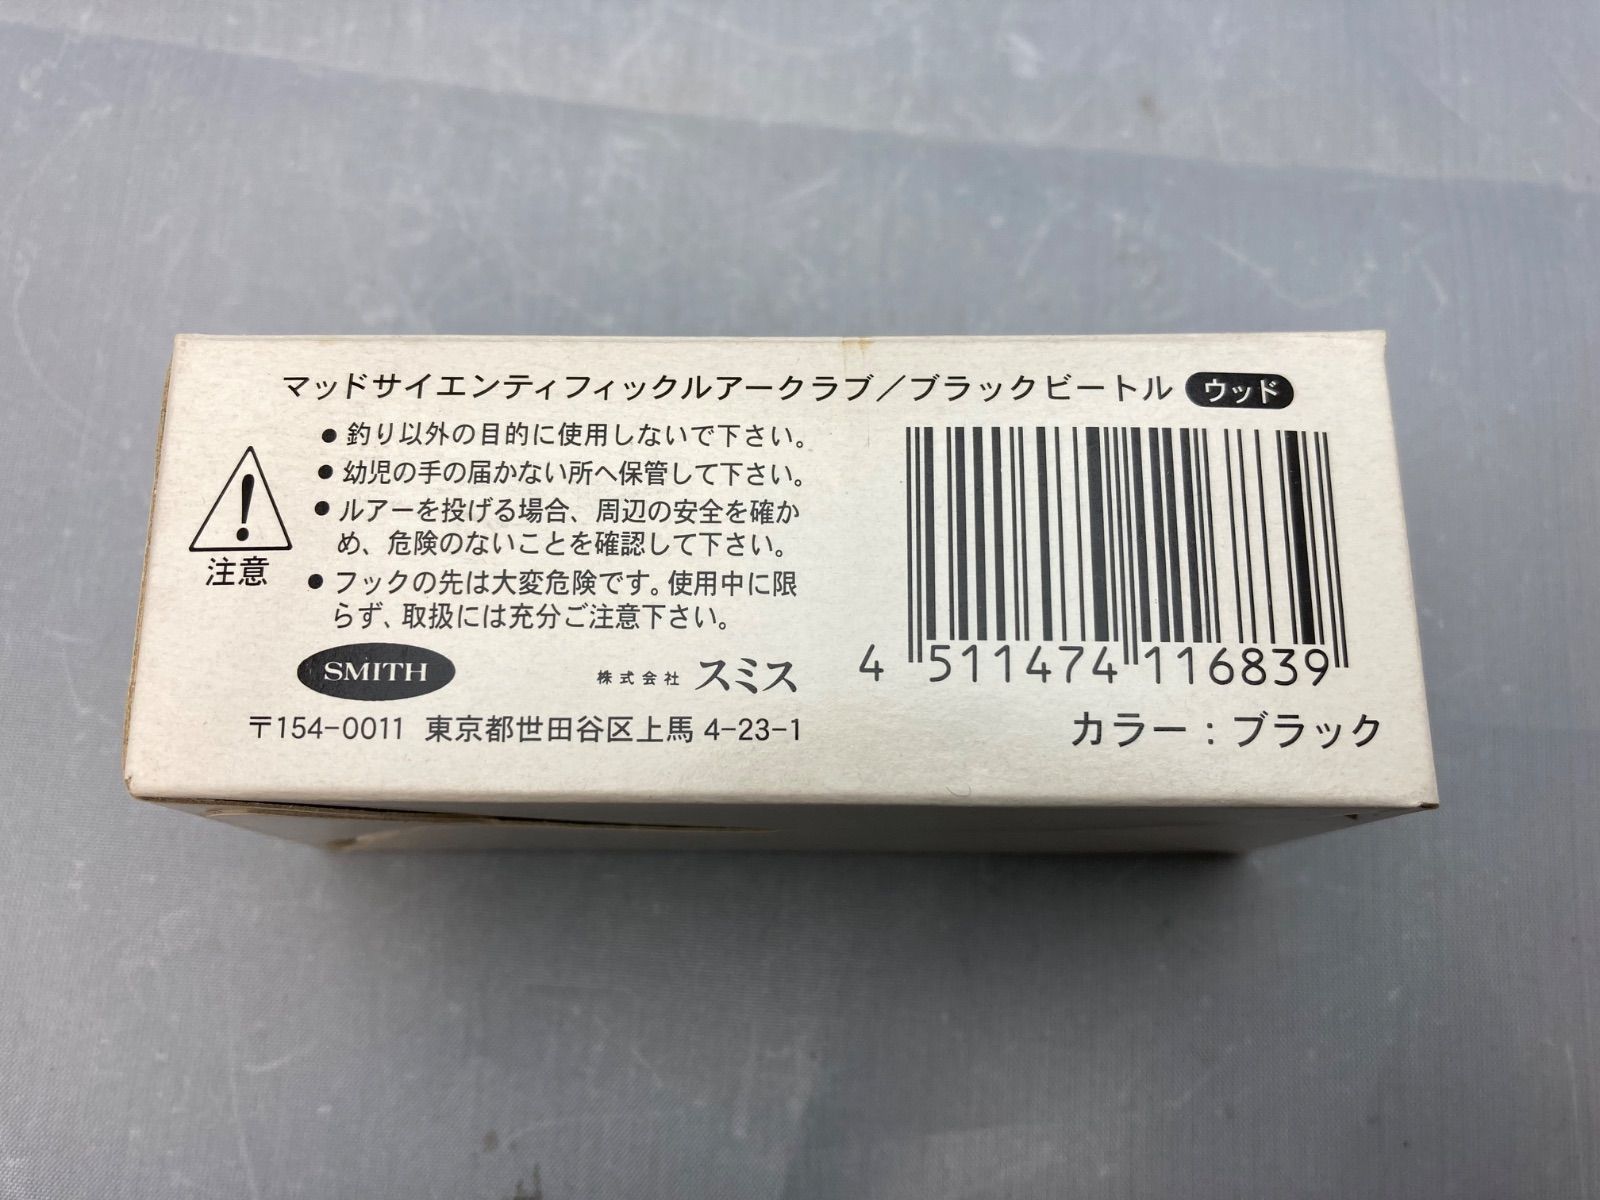 マッドサイエンティフィックルアークラブ／ブラックビートル ウッド
●釣り以外の目的に使用しないで下さい。
●幼児の手の届かない所へ保管して下さい。
●ルアーを投げる場合、周辺の安全を確か
め、危険のないことを確認して下さい。
●フックの先は大変危険です。使用中に限
らず、取扱には充分ご注意下さい。
注意
SMITH 株式会社 スミス
〒154-0011 東京都世田谷区上馬 4-23-1
4 511474 116839
カラー：ブラック